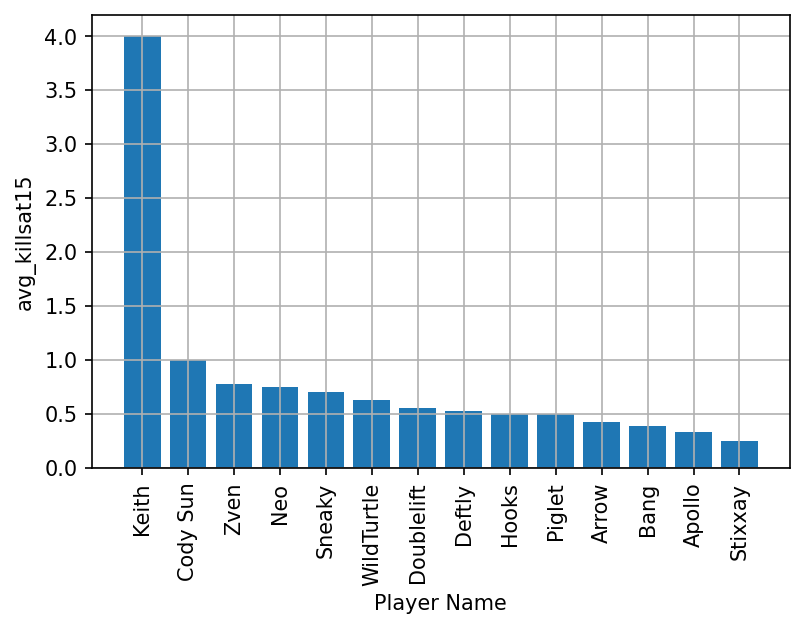 4.0
3.5
3.0
2.5
2.0
1.5
1.0
0.5
0.0
avg_killsat15
Keith
Cody Sun
Zven
Neo
Sneaky
WildTurtle
Doublelift
Deftly
Hooks
Piglet
Arrow
Bang
Apollo
Stixxay
Player Name